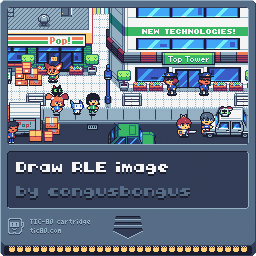 NEW TECHNOLOGIES!
Pop!
Top Tower
Draw RLE image
by congusbongus
TIC-80 cartridge
tic80.com